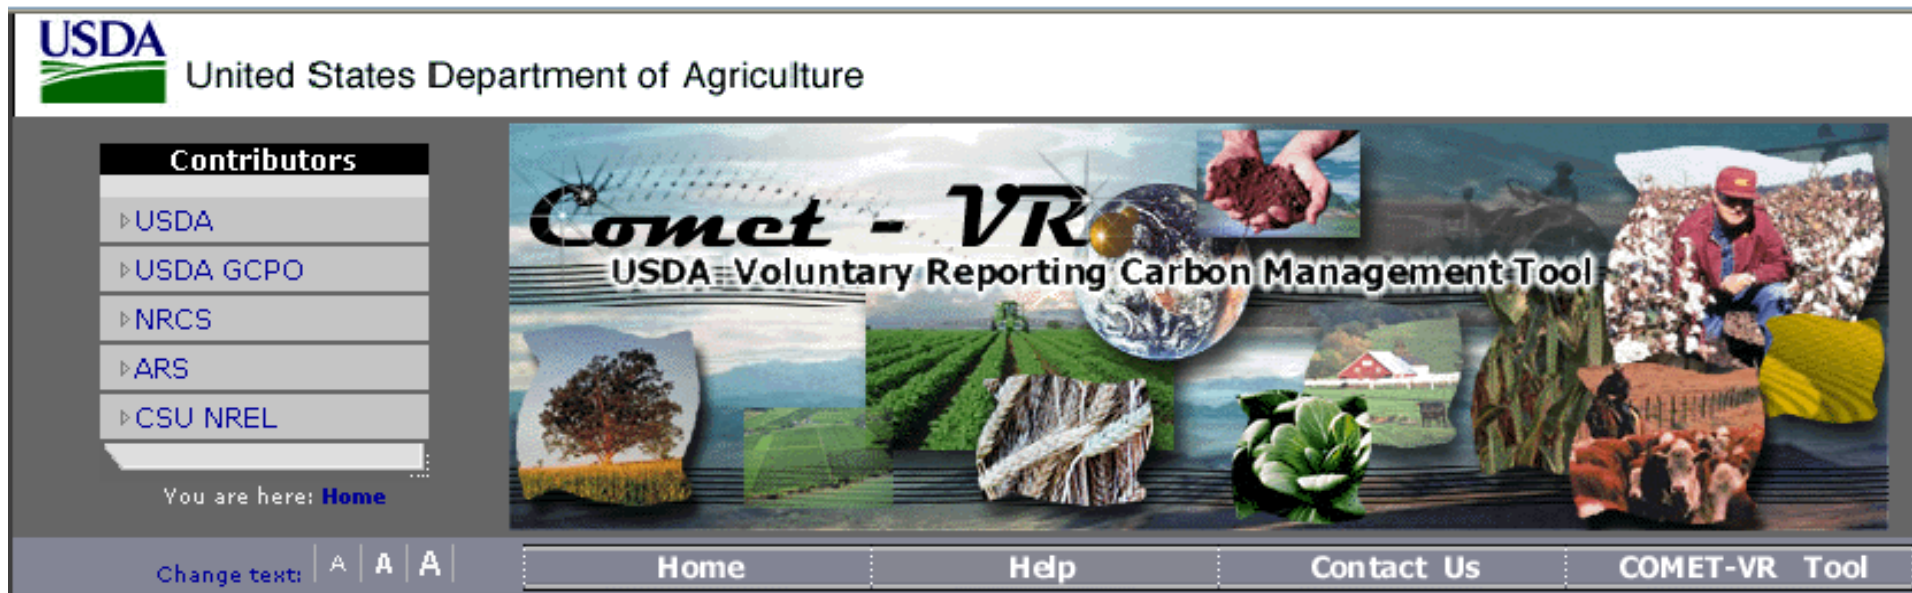 USDA
United States Department of Agriculture
Contributors
USDA
USDA GCPO
NRCS
ARS
CSU NREL
You are here: Home
Comet - VR
USDA Voluntary Reporting Carbon Management Tool
Change text: A A A
Home Help Contact Us COMET-VR Tool